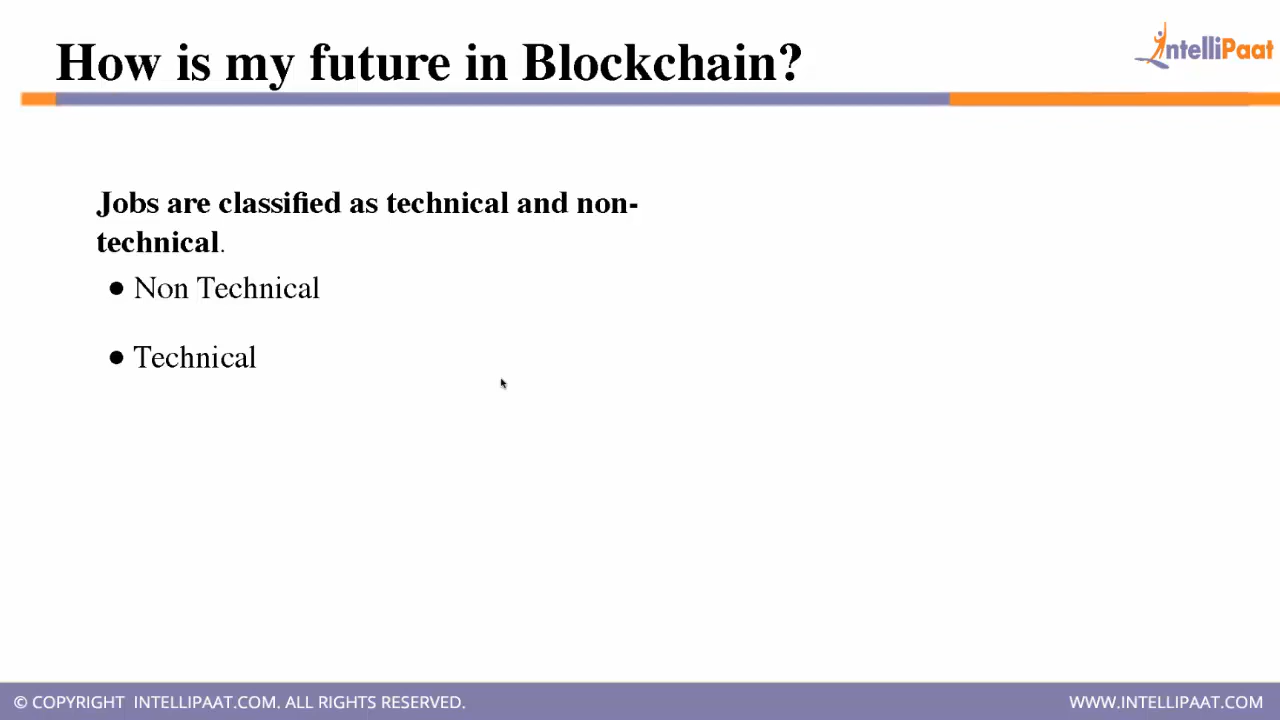 How is my future in Blockchain?
IntelliPaat
Jobs are classified as technical and non-
technical.
● Non Technical
● Technical
© COPYRIGHT INTELLIPAAT.COM. ALL RIGHTS RESERVED.
WWW.INTELLIPAAT.COM